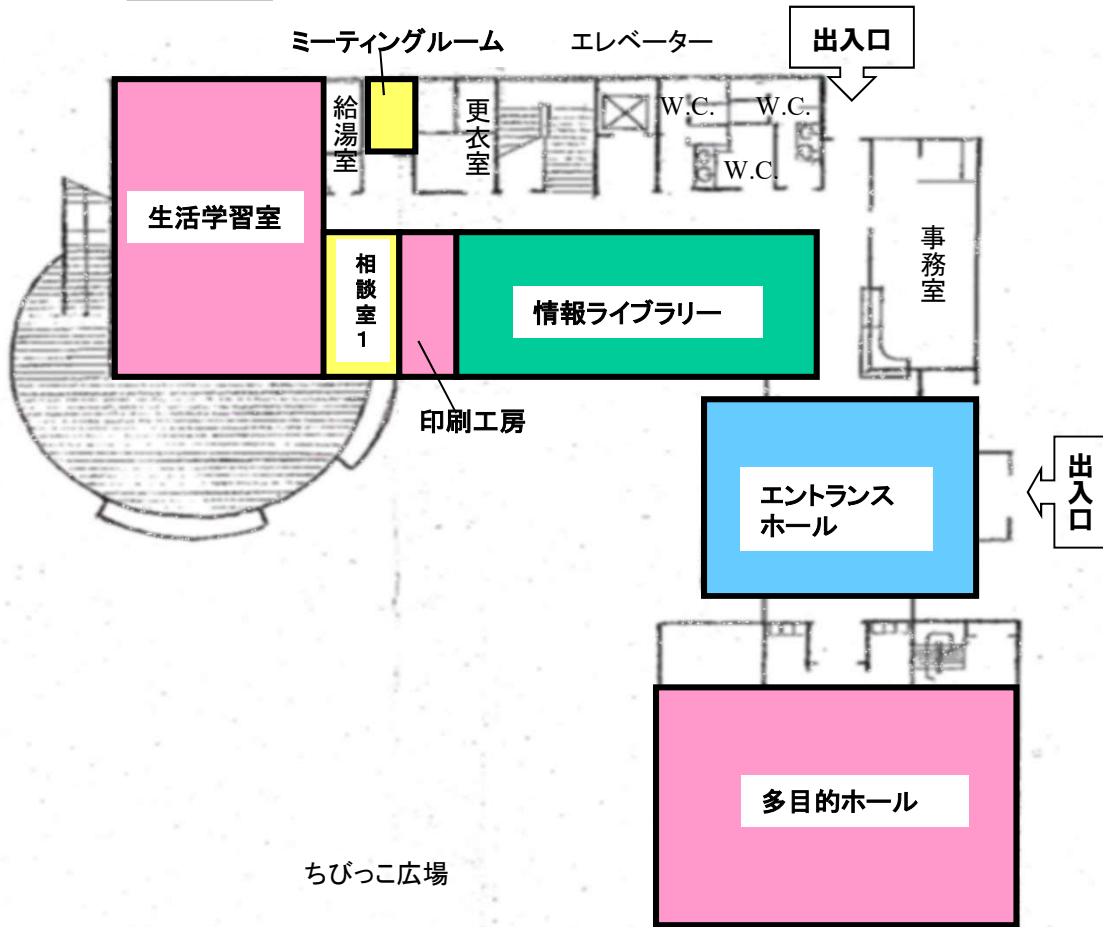 ミーティングルーム
エレベーター
出入口
給湯室
更衣室
W.C.
W.C.
W.C.
生活学習室
事務室
相談室1
情報ライブラリー
印刷工房
エントランス
ホール
出入口
多目的ホール
ちびっこ広場